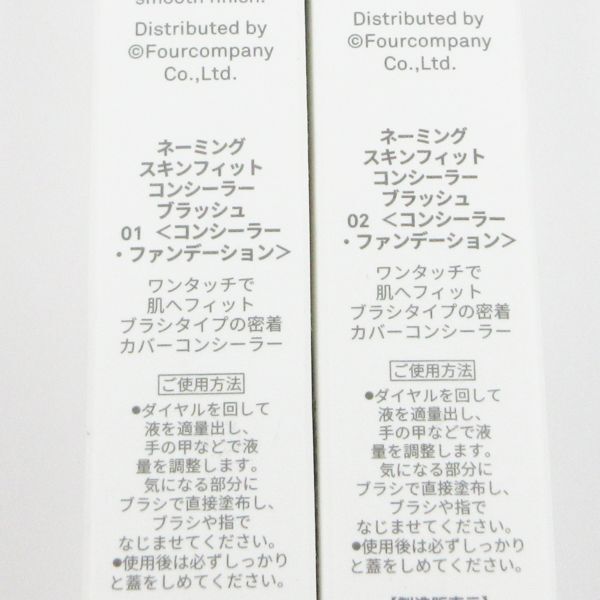 smooth finish.
Distributed by
©Fourcompany
Co.,Ltd.
ネーミング
スキンフィット
コンシーラー
ブラッシュ
01 ＜コンシーラー
・ファンデーション＞
ワンタッチで
肌へフィット
ブラシタイプの密着
カバーコンシーラー
ご使用方法
●ダイヤルを回して
液を適量出し、
手の甲などで液
量を調整します。
気になる部分に
ブラシで直接塗布し、
ブラシや指で
なじませてください。
●使用後は必ずしっかり
と蓋をしめてください。
Distributed by
©Fourcompany
Co.,Ltd.
ネーミング
スキンフィット
コンシーラー
ブラッシュ
02 ＜コンシーラー
・ファンデーション＞
ワンタッチで
肌へフィット
ブラシタイプの密着
カバーコンシーラー
ご使用方法
●ダイヤルを回して
液を適量出し、
手の甲などで液
量を調整します。
気になる部分に
ブラシで直接塗布し、
ブラシや指で
なじませてください。
●使用後は必ずしっかり
と蓋をしめてください。
【製造販売元】